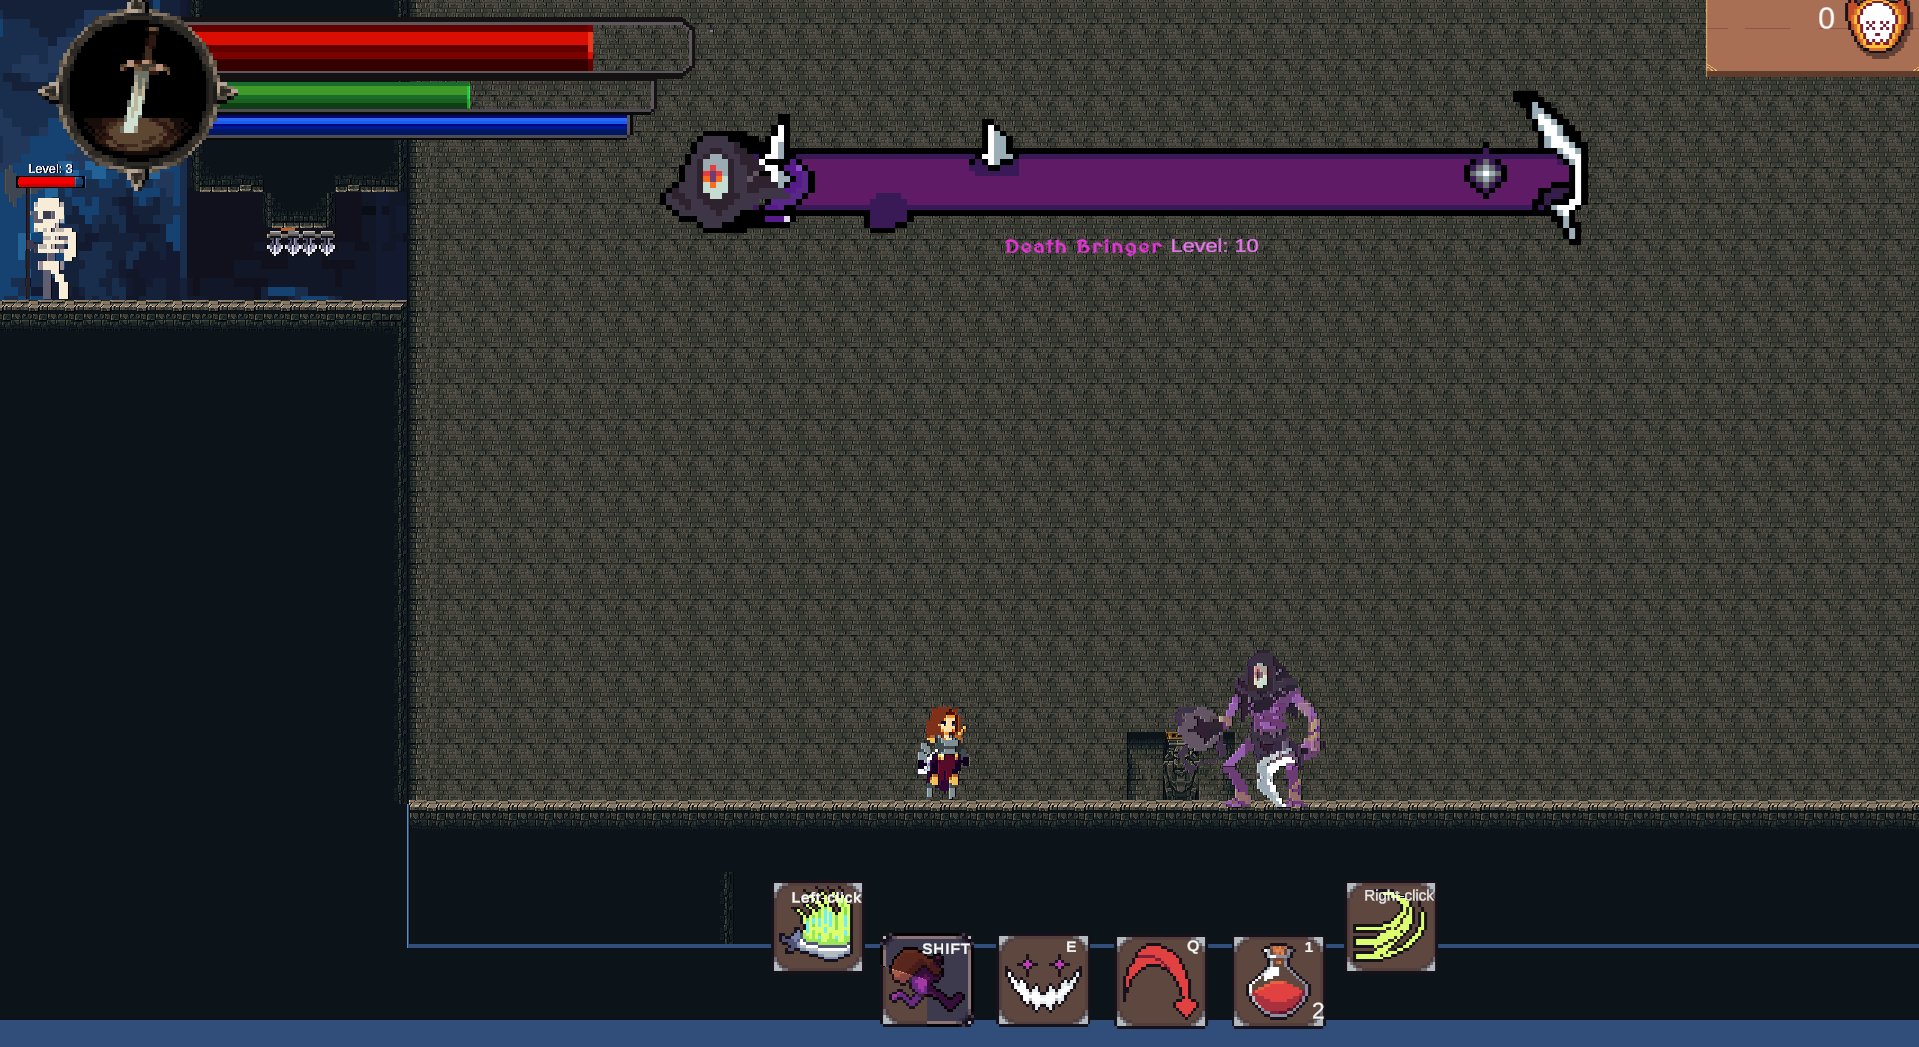 0
Level: 3
Death Bringer Level: 10
Left-click
Right-click
SHIFT
E
Q
1
2